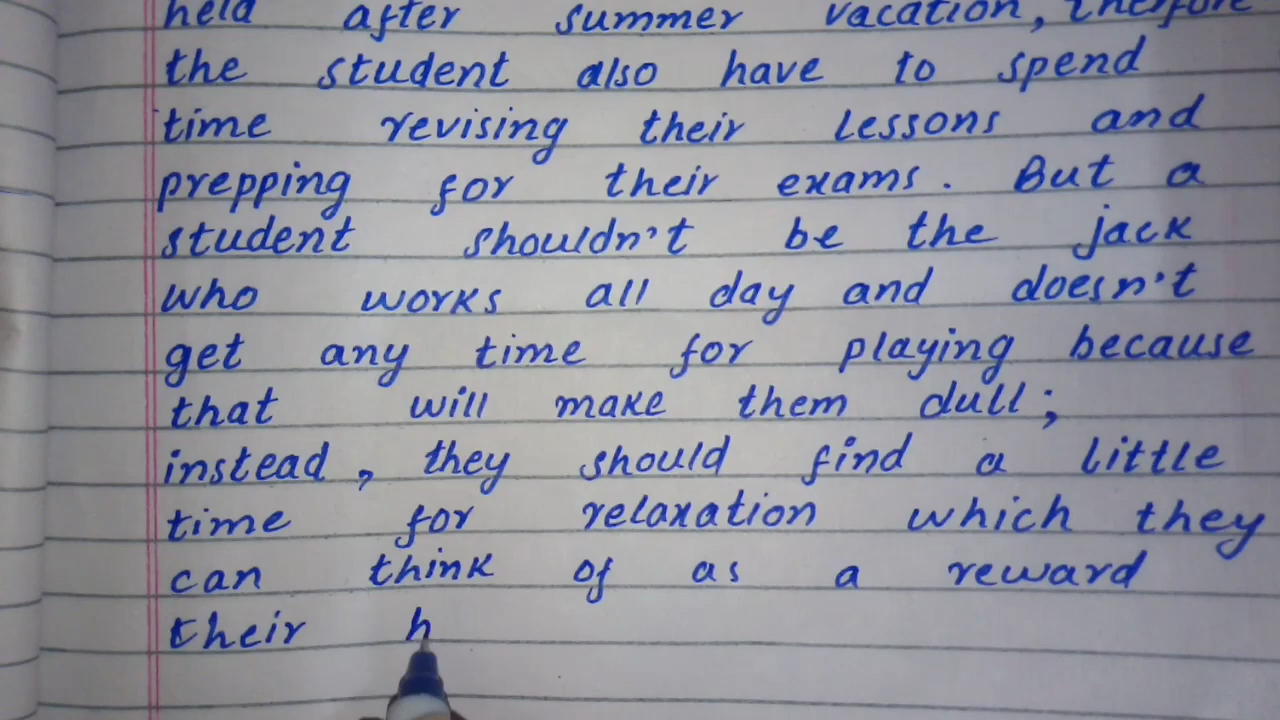 held after summer vacation, therefore
the student also have to spend
time revising their lessons and
prepping for their exams. But a
student shouldn't be the jack
who works all day and doesn't
get any time for playing because
that will make them dull;
instead, they should find a little
time for relaxation which they
can think of as a reward
their h